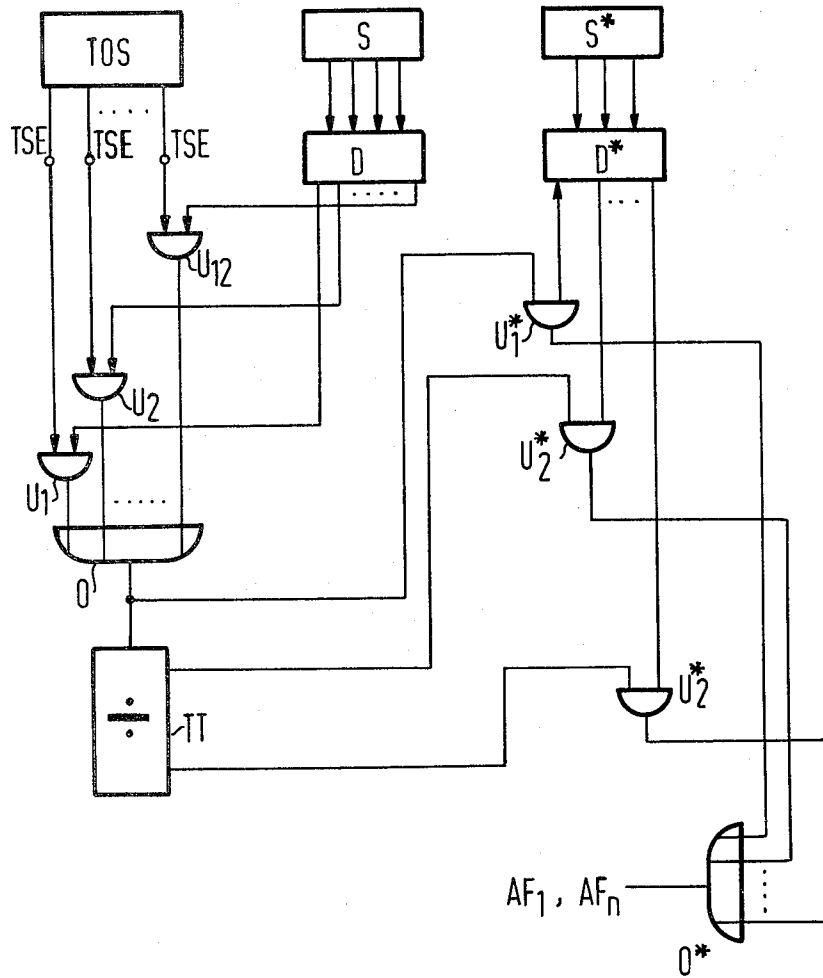 TOS
S
S*
TSE
TSE
TSE
D
D*
. . . . .
. . . . .
. . .
U12
U1*
U2
U2*
U1
. . . . .
O
U2*
÷
TT
AF1 , AFn
O*